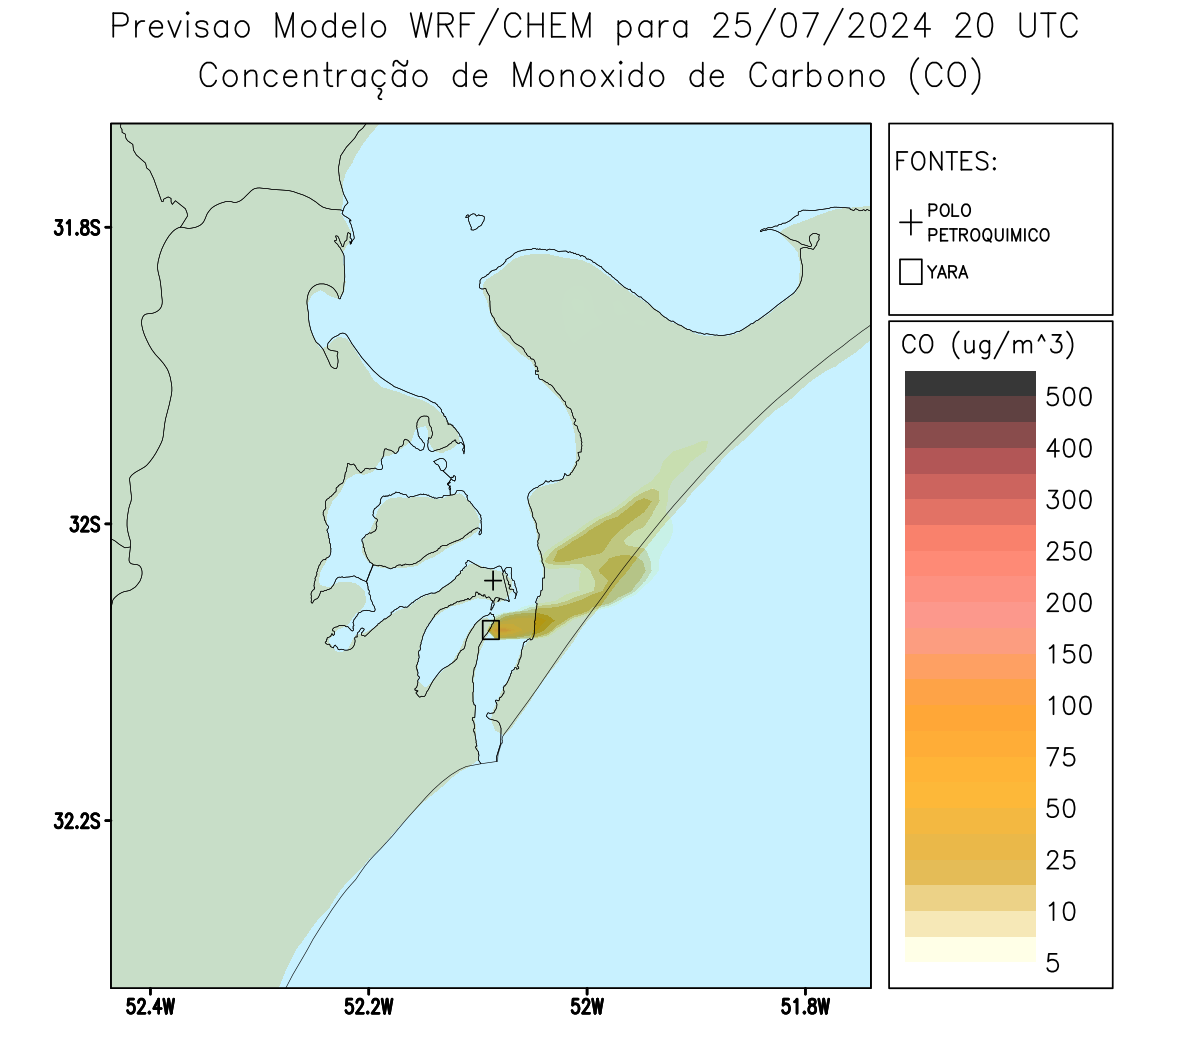 Previsao Modelo WRF/CHEM para 25/07/2024 20 UTC
Concentração de Monoxido de Carbono (CO)
FONTES:
POLO
PETROQUIMICO
YARA
CO (ug/m^3)
500
400
300
250
200
150
100
75
50
25
10
5
31.8S
32S
32.2S
52.4W
52.2W
52W
51.8W